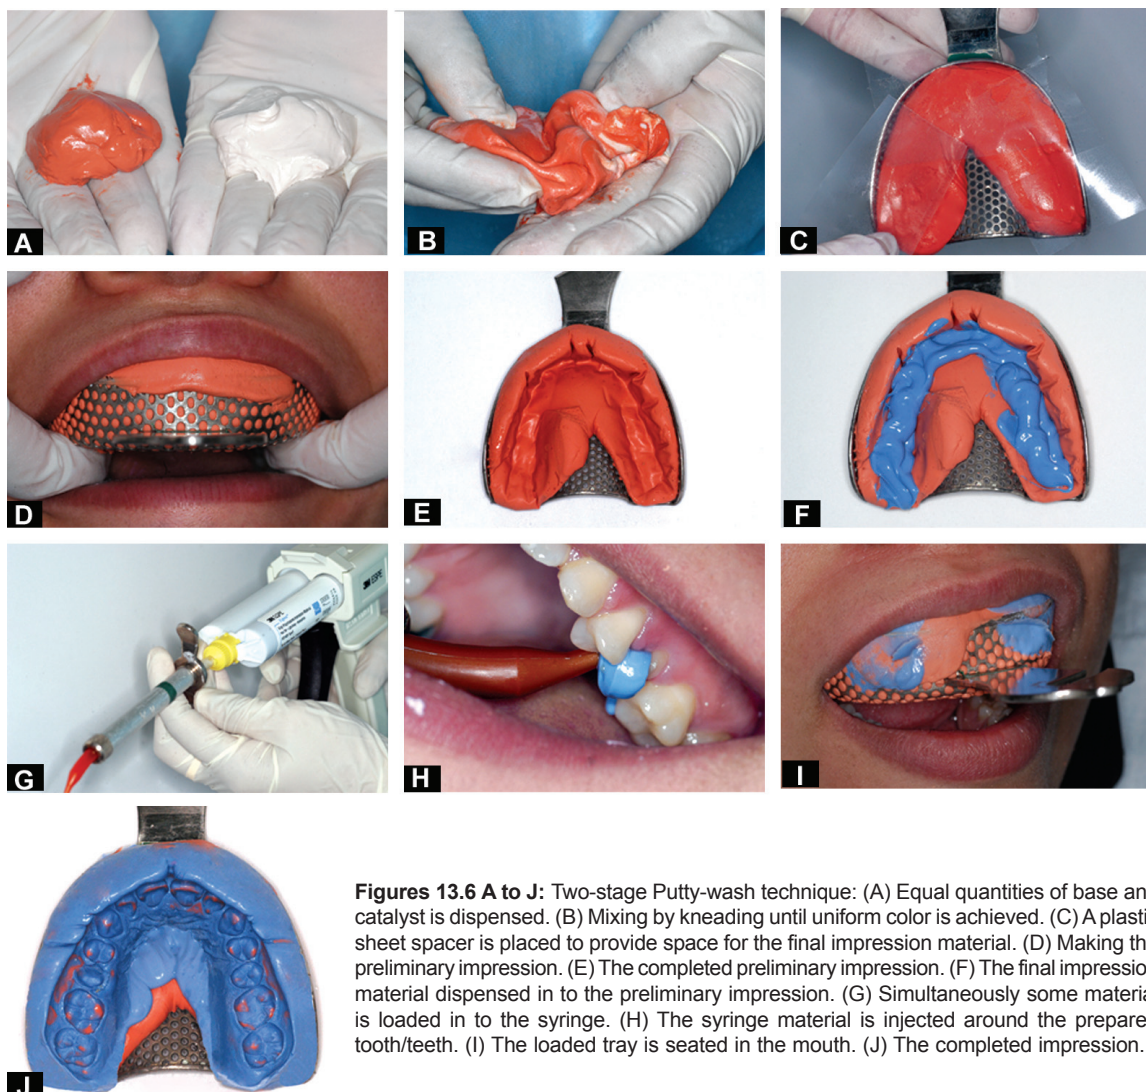 A
B
C
D
E
F
3M ESPE
G
H
I
J
Figures 13.6 A to J: Two-stage Putty-wash technique: (A) Equal quantities of base an
catalyst is dispensed. (B) Mixing by kneading until uniform color is achieved. (C) A plasti
sheet spacer is placed to provide space for the final impression material. (D) Making th
preliminary impression. (E) The completed preliminary impression. (F) The final impressio
material dispensed in to the preliminary impression. (G) Simultaneously some materia
is loaded in to the syringe. (H) The syringe material is injected around the prepare
tooth/teeth. (I) The loaded tray is seated in the mouth. (J) The completed impression.